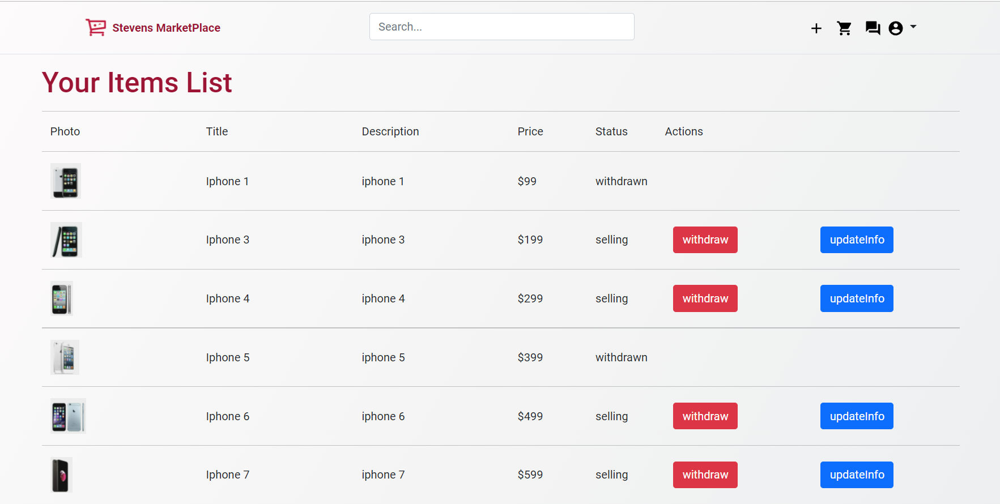 Stevens MarketPlace
Search...
Your Items List
Photo Title Description Price Status Actions
Iphone 1 iphone 1 $99 withdrawn
Iphone 3 iphone 3 $199 selling withdraw updateInfo
Iphone 4 iphone 4 $299 selling withdraw updateInfo
Iphone 5 iphone 5 $399 withdrawn
Iphone 6 iphone 6 $499 selling withdraw updateInfo
Iphone 7 iphone 7 $599 selling withdraw updateInfo